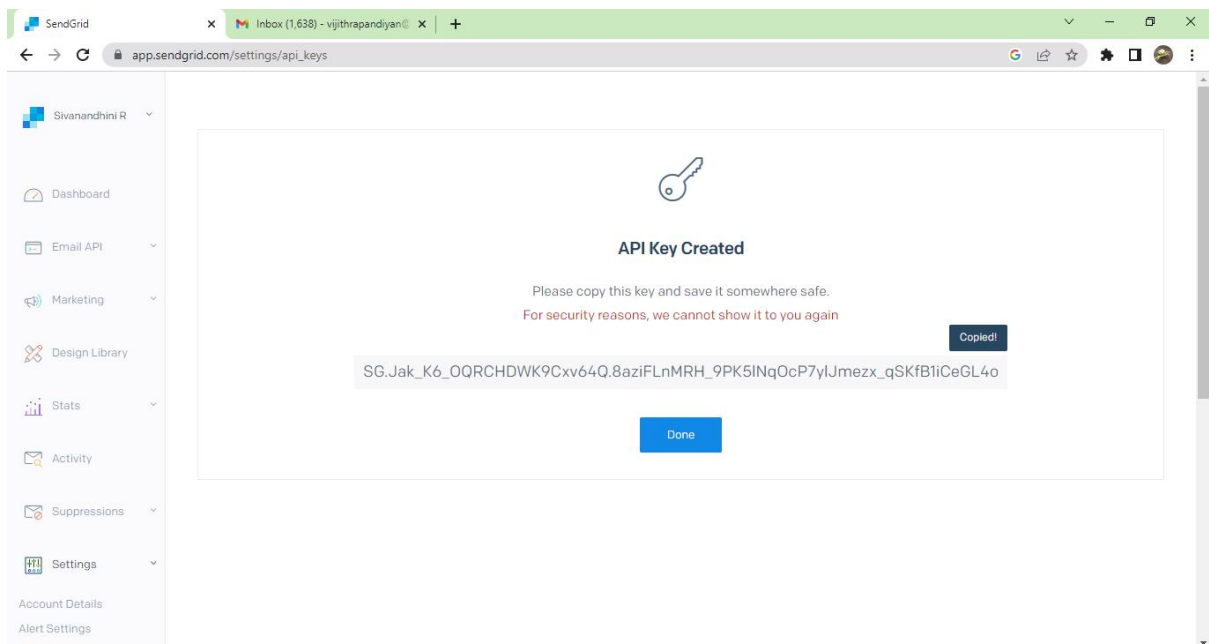 SendGrid
Inbox (1,638) - vijithrapandiyan@
app.sendgrid.com/settings/api_keys
Sivanandhini R
Dashboard
Email API
Marketing
Design Library
Stats
Activity
Suppressions
Settings
Account Details
Alert Settings
API Key Created
Please copy this key and save it somewhere safe.
For security reasons, we cannot show it to you again
Copied!
Done